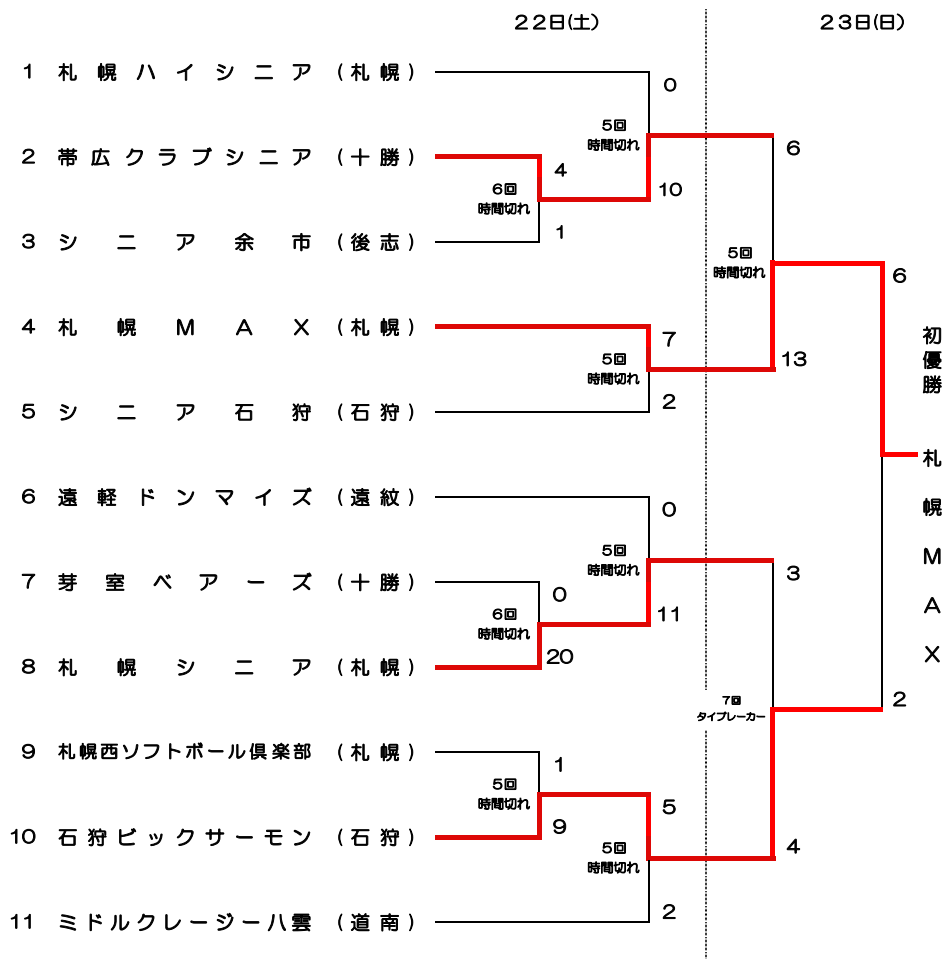 22日(土)
23日(日)
1 札幌ハイシニア (札幌)
0
5回
時間切れ
6
2 帯広クラブシニア (十勝)
4
10
6回
時間切れ
3 シニア余市 (後志)
1
5回
時間切れ
6
4 札幌MAX (札幌)
7
13
5回
時間切れ
5 シニア石狩 (石狩)
2
初優勝
札幌MAX
6 遠軽ドンマイズ (遠紋)
0
5回
時間切れ
3
7 芽室ベアーズ (十勝)
0
11
6回
時間切れ
8 札幌シニア (札幌)
20
7回
タイブレーカー
2
9 札幌西ソフトボール倶楽部 (札幌)
1
5回
時間切れ
5
10 石狩ビックサーモン (石狩)
9
4
5回
時間切れ
11 ミドルクレージー八雲 (道南)
2